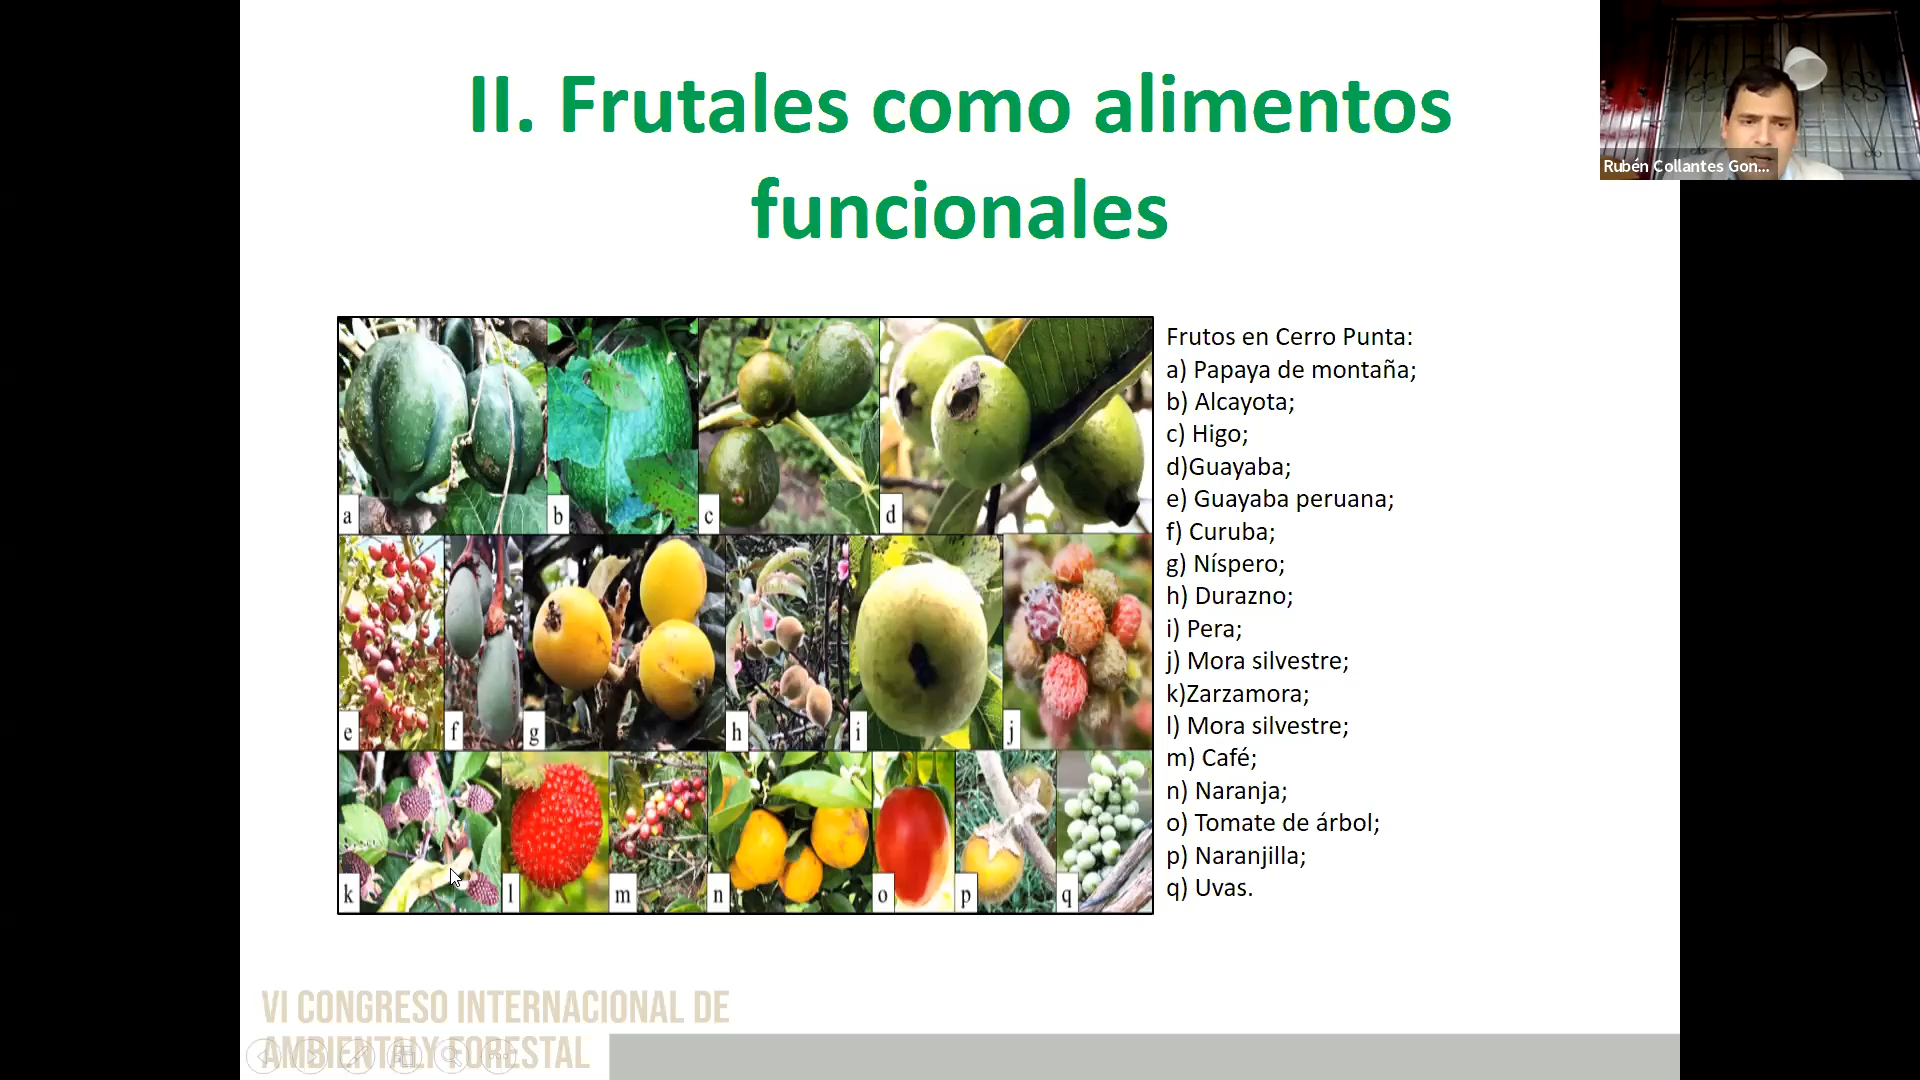 II. Frutales como alimentos
funcionales
Rubén Collantes Gon...
Frutos en Cerro Punta:
a) Papaya de montaña;
b) Alcayota;
c) Higo;
d)Guayaba;
e) Guayaba peruana;
f) Curuba;
g) Níspero;
h) Durazno;
i) Pera;
j) Mora silvestre;
k)Zarzamora;
l) Mora silvestre;
m) Café;
n) Naranja;
o) Tomate de árbol;
p) Naranjilla;
q) Uvas.
a b c d
e f g h i j
k l m n o p q
VI CONGRESO INTERNACIONAL DE
AMBIENTAL Y FORESTAL